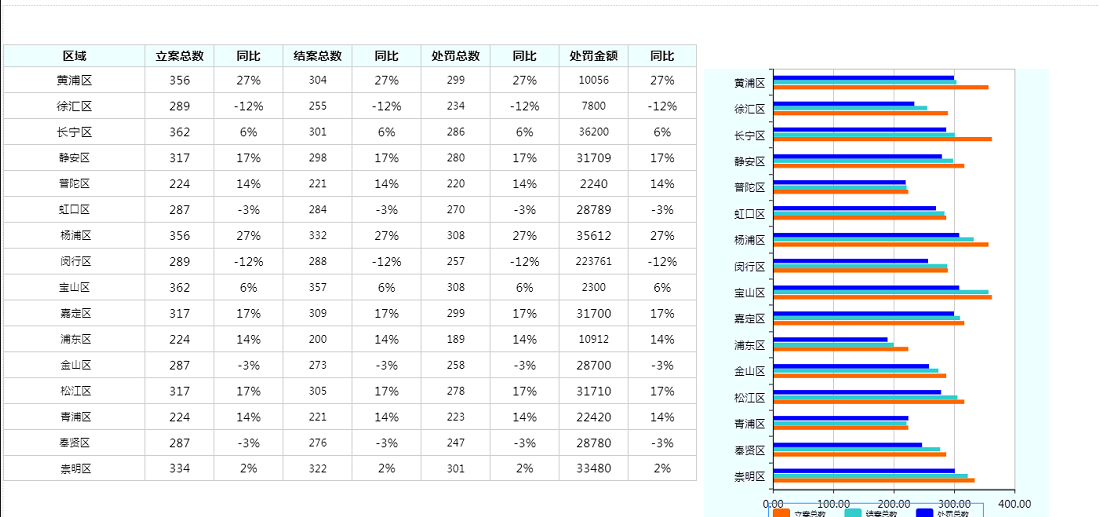 区域 立案总数 同比 结案总数 同比 处罚总数 同比 处罚金额 同比
黄浦区 356 27% 304 27% 299 27% 10056 27%
徐汇区 289 -12% 255 -12% 234 -12% 7800 -12%
长宁区 362 6% 301 6% 286 6% 36200 6%
静安区 317 17% 298 17% 280 17% 31709 17%
普陀区 224 14% 221 14% 220 14% 2240 14%
虹口区 287 -3% 284 -3% 270 -3% 28789 -3%
杨浦区 356 27% 332 27% 308 27% 35612 27%
闵行区 289 -12% 288 -12% 257 -12% 223761 -12%
宝山区 362 6% 357 6% 308 6% 2300 6%
嘉定区 317 17% 309 17% 299 17% 31700 17%
浦东区 224 14% 200 14% 189 14% 10912 14%
金山区 287 -3% 273 -3% 258 -3% 28700 -3%
松江区 317 17% 305 17% 278 17% 31710 17%
青浦区 224 14% 221 14% 223 14% 22420 14%
奉贤区 287 -3% 276 -3% 247 -3% 28780 -3%
崇明区 334 2% 322 2% 301 2% 33480 2%
黄浦区
徐汇区
长宁区
静安区
普陀区
虹口区
杨浦区
闵行区
宝山区
嘉定区
浦东区
金山区
松江区
青浦区
奉贤区
崇明区
0.00 100.00 200.00 300.00 400.00
立案总数 结案总数 处罚总数